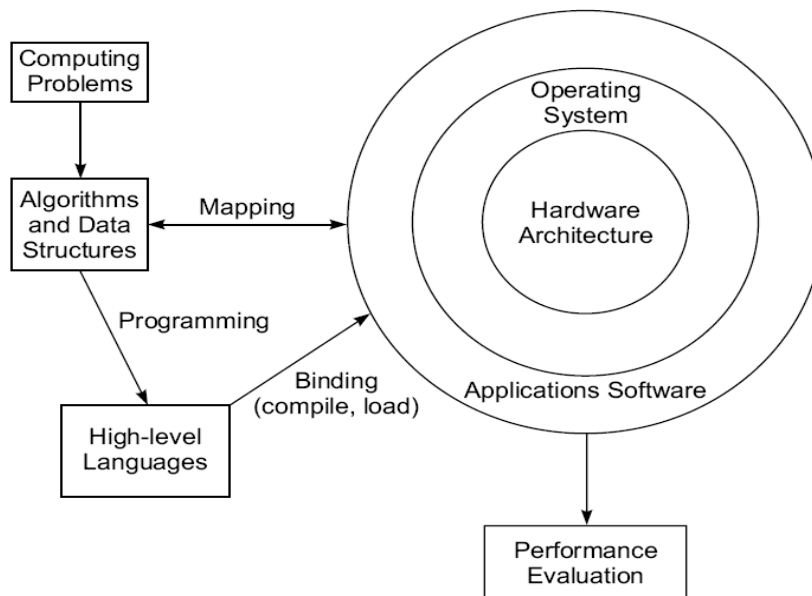 Computing
Problems
Algorithms
and Data
Structures
Mapping
Programming
High-level
Languages
Binding
(compile, load)
Operating
System
Hardware
Architecture
Applications Software
Performance
Evaluation